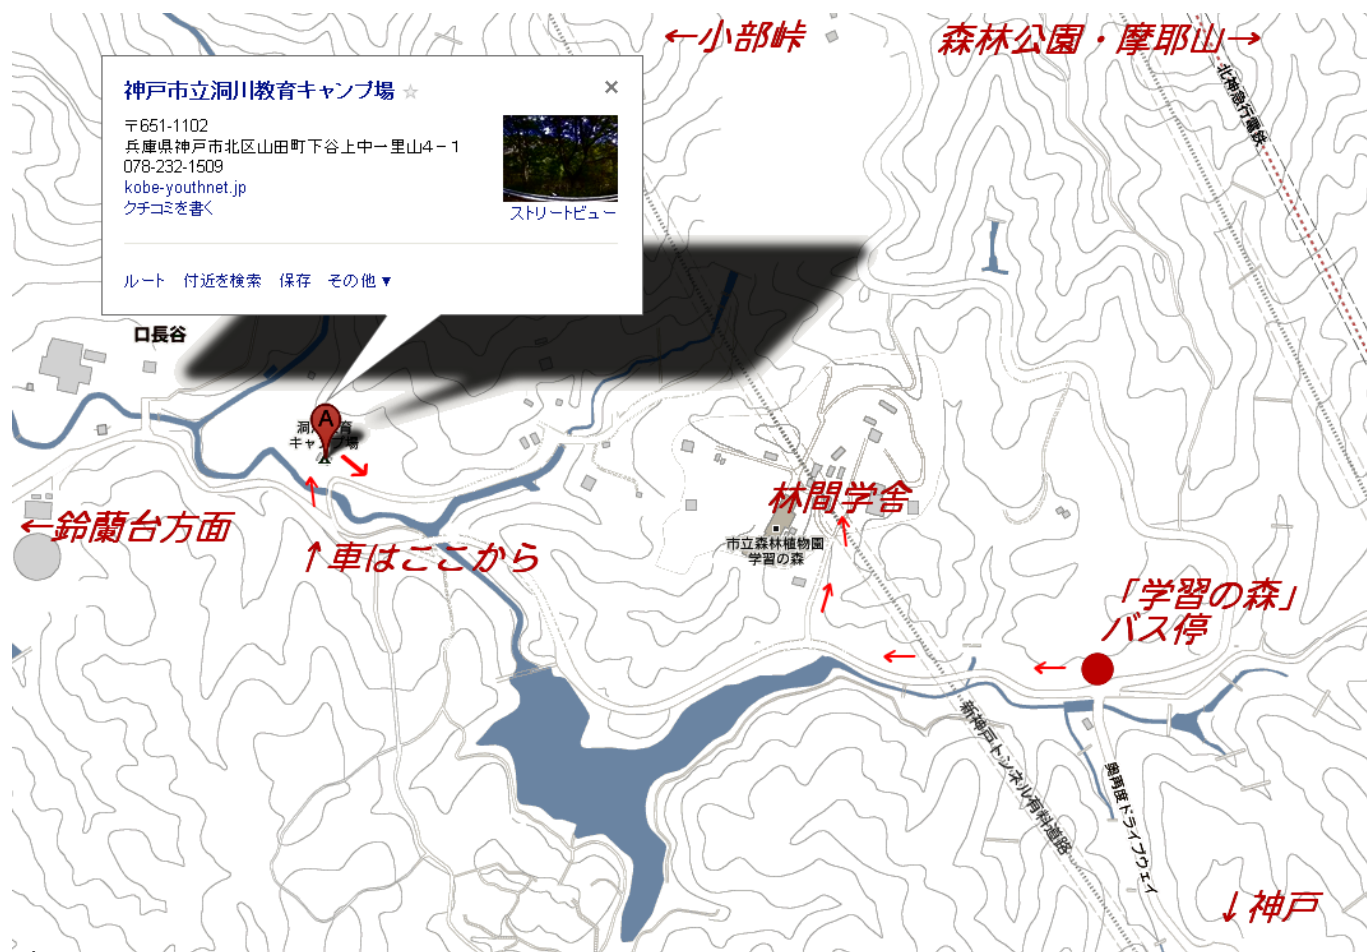 ←小部峠
森林公園・摩耶山→
北神急行電鉄
神戸市立洞川教育キャンプ場
〒651-1102
兵庫県神戸市北区山田町下谷上中一里山4-1
078-232-1509
kobe-youthnet.jp
クチコミを書く
ストリートビュー
ルート 付近を検索 保存 その他▼
口長谷
A
キャンプ場
←鈴蘭台方面
↑車はここから
林間学舎
市立森林植物園
学習の森
「学習の森」
バス停
新神戸トンネル有料道路
奥再度ドライブウェイ
↓神戸